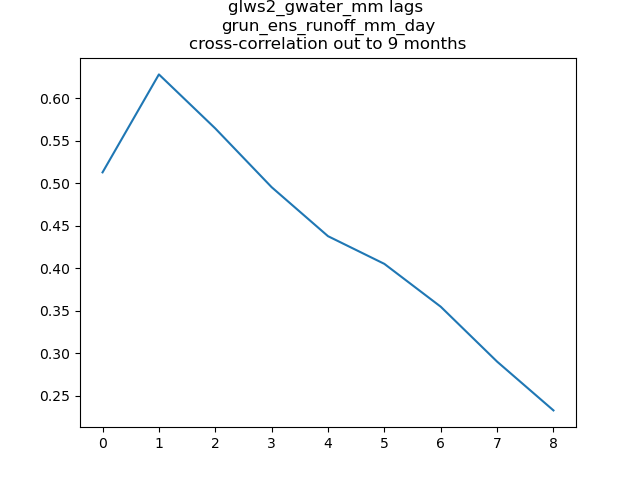 glws2_gwater_mm lags
grun_ens_runoff_mm_day
cross-correlation out to 9 months
0.60
0.55
0.50
0.45
0.40
0.35
0.30
0.25
0 1 2 3 4 5 6 7 8